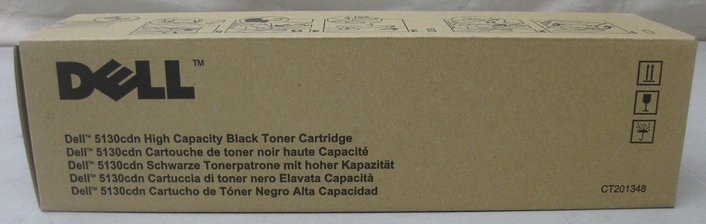 DELL™
Dell™ 5130cdn High Capacity Black Toner Cartridge
Dell™ 5130cdn Cartouche de toner noir haute Capacité
Dell™ 5130cdn Schwarze Tonerpatrone mit hoher Kapazität
Dell™ 5130cdn Cartuccia di toner nero Elavata Capacità
Dell™ 5130cdn Cartucho de Tóner Negro Alta Capacidad
CT201348